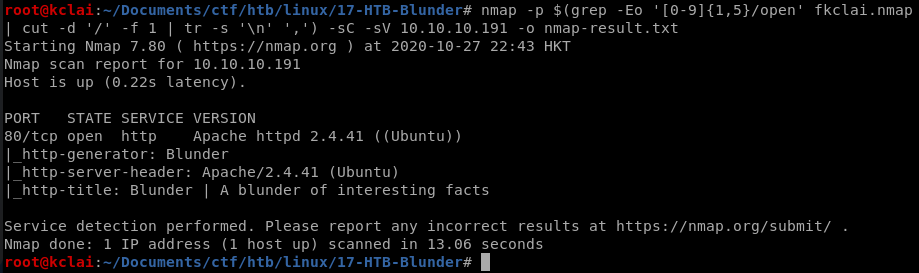 root@kclai:~/Documents/ctf/htb/linux/17-HTB-Blunder# nmap -p $(grep -Eo '[0-9]{1,5}/open' fkclai.nmap
| cut -d '/' -f 1 | tr -s '\n' ',') -sC -sV 10.10.10.191 -o nmap-result.txt
Starting Nmap 7.80 ( https://nmap.org ) at 2020-10-27 22:43 HKT
Nmap scan report for 10.10.10.191
Host is up (0.22s latency).

PORT   STATE SERVICE VERSION
80/tcp open  http    Apache httpd 2.4.41 ((Ubuntu))
|_http-generator: Blunder
|_http-server-header: Apache/2.4.41 (Ubuntu)
|_http-title: Blunder | A blunder of interesting facts

Service detection performed. Please report any incorrect results at https://nmap.org/submit/ .
Nmap done: 1 IP address (1 host up) scanned in 13.06 seconds
root@kclai:~/Documents/ctf/htb/linux/17-HTB-Blunder#